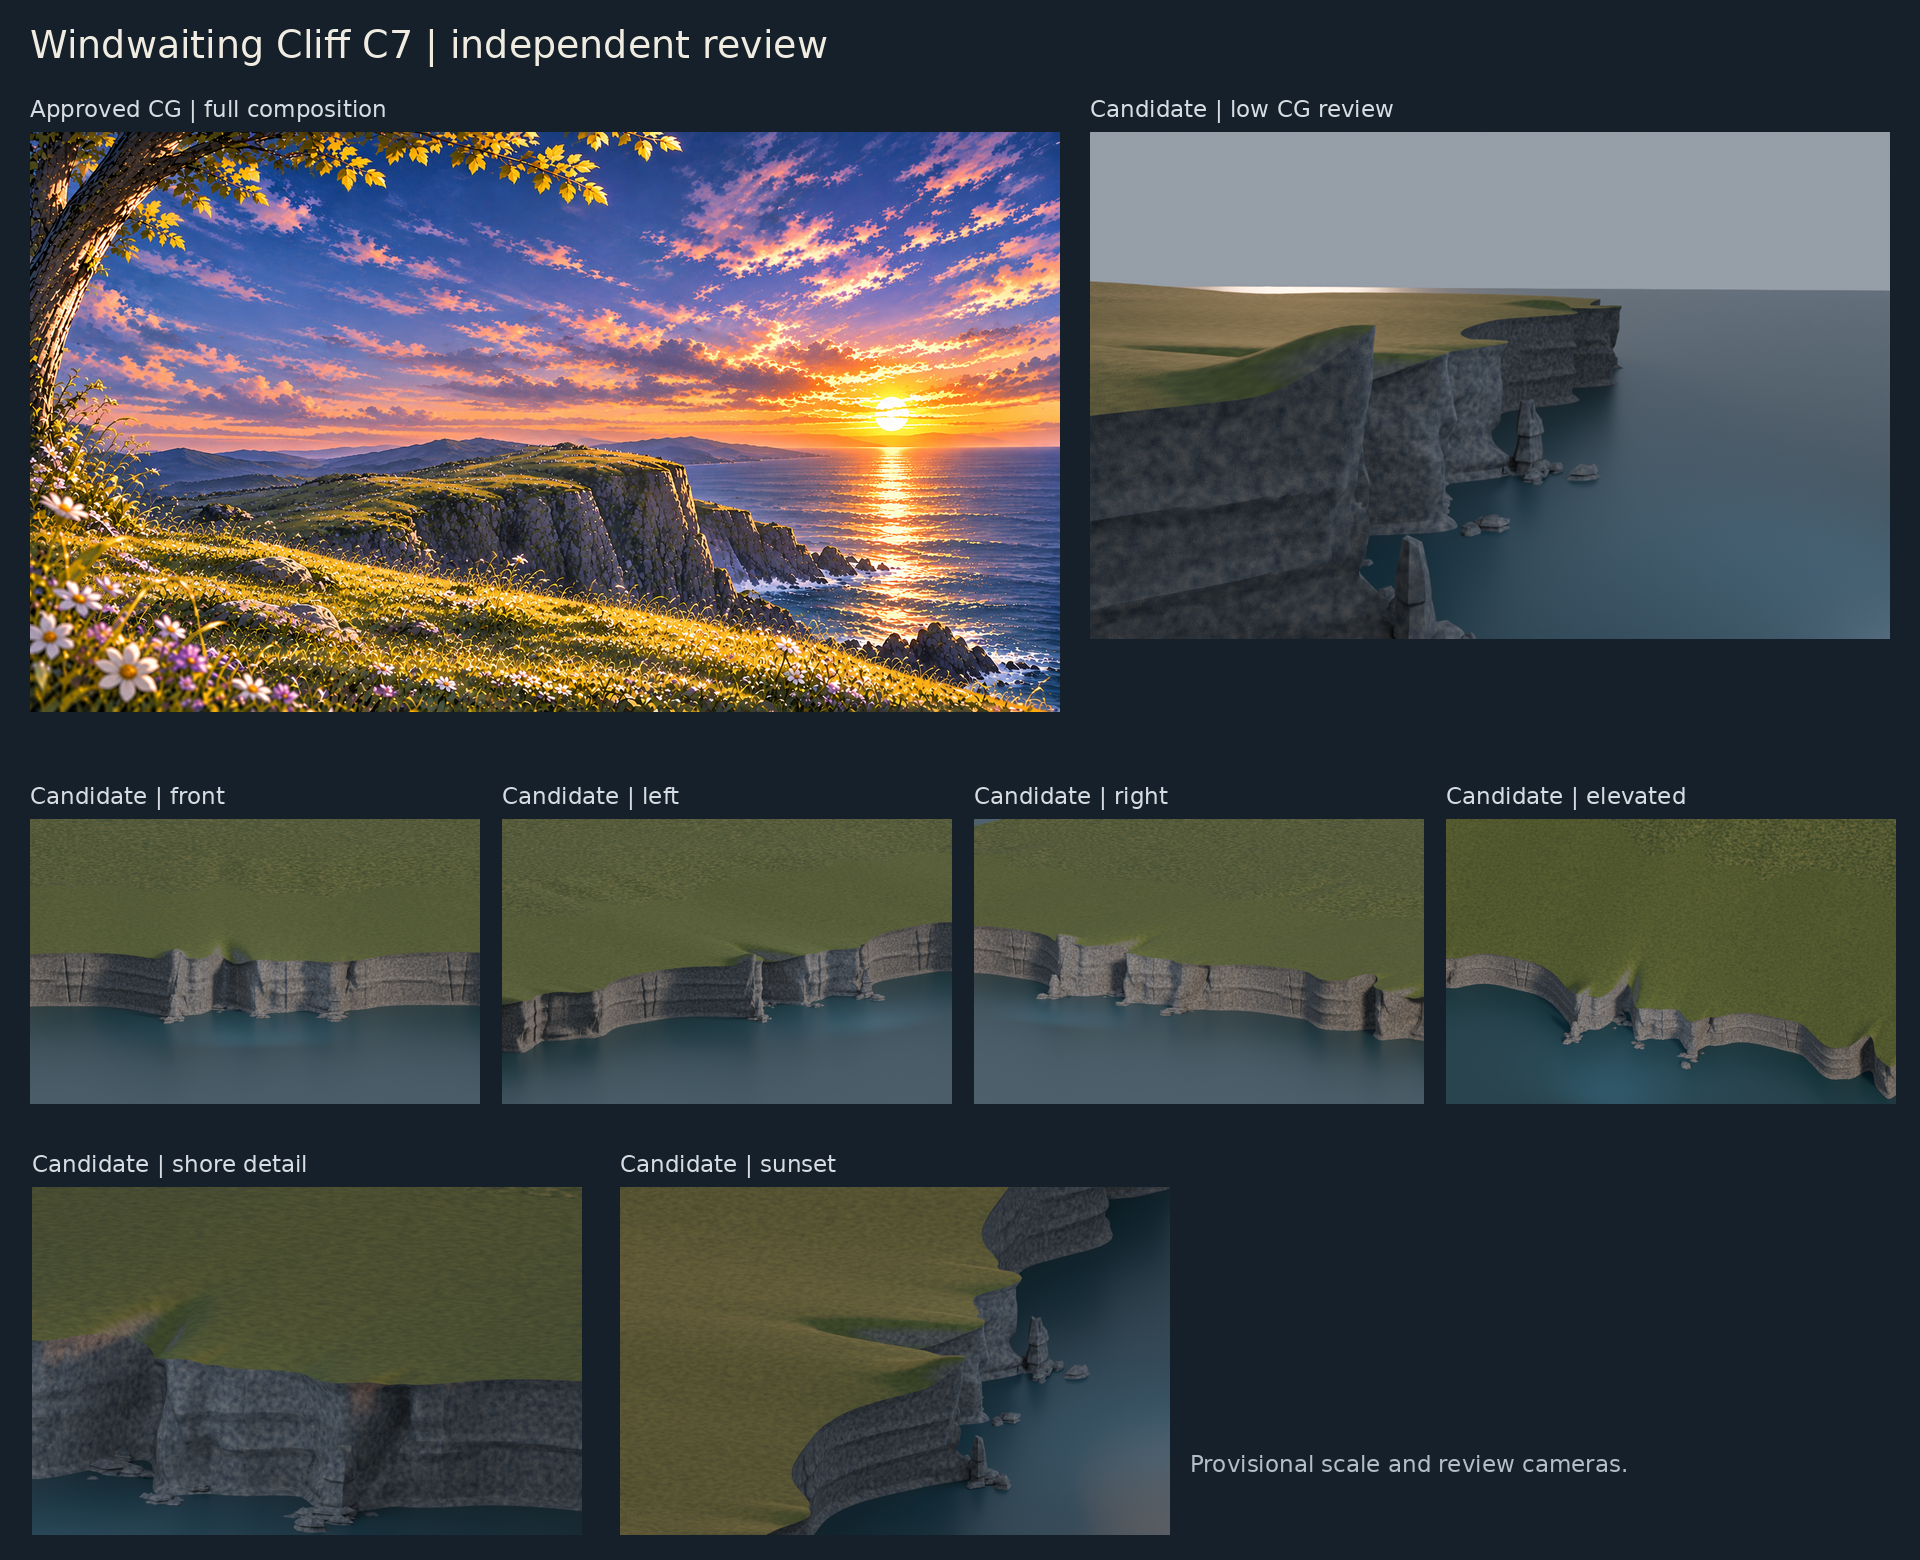 Windwaiting Cliff C7 | independent review
Approved CG | full composition
Candidate | low CG review
Candidate | front
Candidate | left
Candidate | right
Candidate | elevated
Candidate | shore detail
Candidate | sunset
Provisional scale and review cameras.